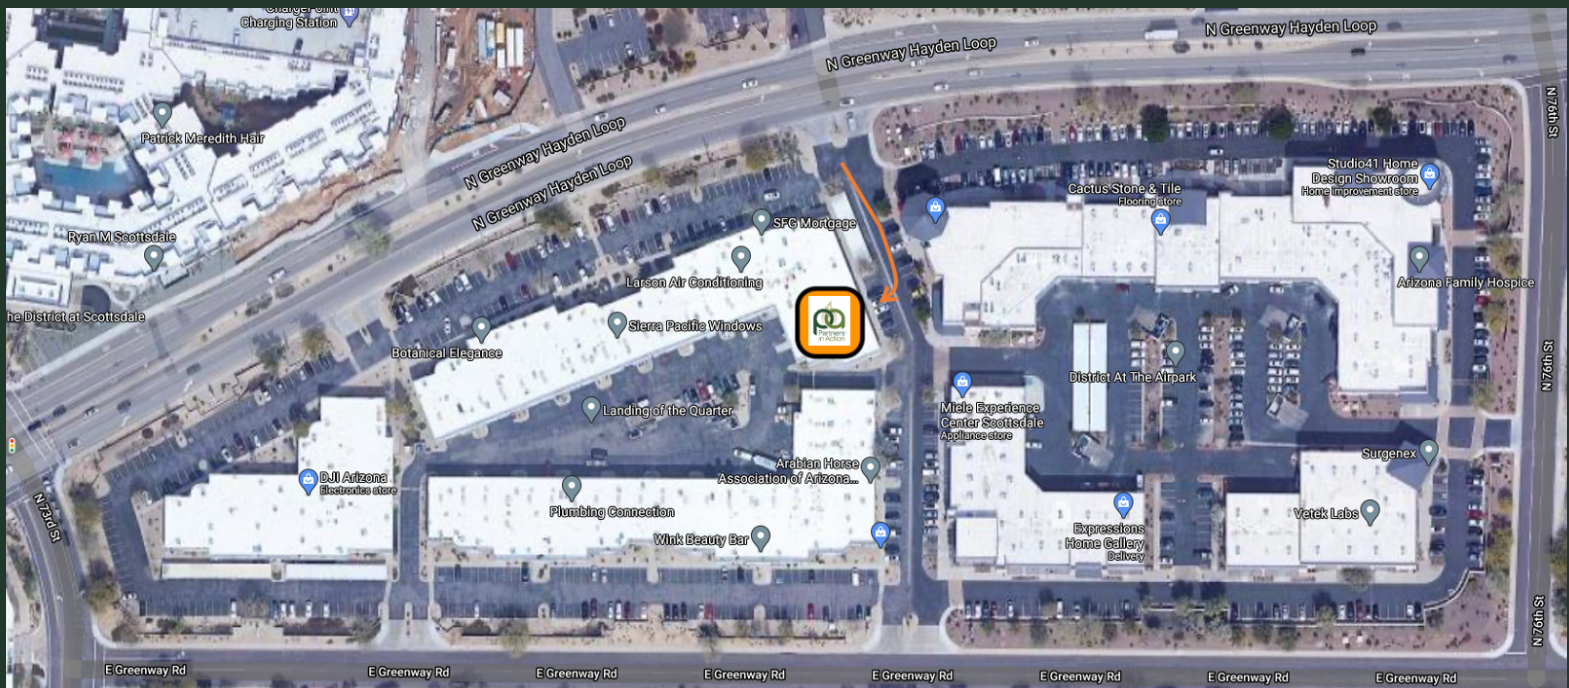 ChargePoint
Charging Station
N Greenway Hayden Loop
N Greenway Hayden Loop
N 76th St
Patrick Meredith Hair
N Greenway Hayden Loop
N Greenway Hayden Loop
Studio41 Home
Design Showroom
Home improvement store
Cactus Stone & Tile
Flooring store
SFG Mortgage
Ryan M Scottsdale
Larson Air Conditioning
Arizona Family Hospice
he District at Scottsdale
Partners
in Action
Sierra Pacific Windows
Botanical Elegance
N 76th St
District At The Airpark
Landing of the Quarter
Miele Experience
Center Scottsdale
Appliance store
Surgenex
Arabian Horse
Association of Arizona...
DJI Arizona
Electronics store
Plumbing Connection
Vetek Labs
N 73rd St
Wink Beauty Bar
Expressions
Home Gallery
Delivery
N 76th St
E Greenway Rd
E Greenway Rd
E Greenway Rd
E Greenway Rd
E Greenway Rd
E Greenway Rd
E Greenway Rd
E Greenway Rd